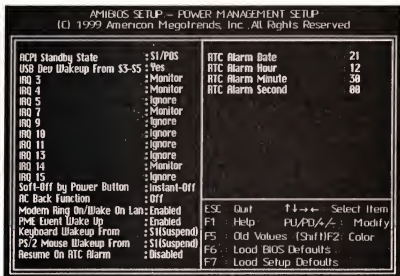 AMIBIOS SETUP - POWER MANAGEMENT SETUP
(C) 1999 American Megatrends, Inc. All Rights Reserved
ACPI Standby State : S1/POS
USB Dev Wakeup From S3-S5 : Yes
IRQ 3 : Monitor
IRQ 4 : Monitor
IRQ 5 : Ignore
IRQ 7 : Monitor
IRQ 9 : Ignore
IRQ 10 : Ignore
IRQ 11 : Ignore
IRQ 13 : Ignore
IRQ 14 : Monitor
IRQ 15 : Ignore
Soft-Off by Power Button : Instant-Off
AC Back Function : Off
Modem Ring On/Wake On Lan : Enabled
PME Event Wake Up : Enabled
Keyboard Wakeup From : S1(Suspend)
PS/2 Mouse Wakeup From : S1(Suspend)
Resume On RTC Alarm : Disabled
RTC Alarm Date : 21
RTC Alarm Hour : 12
RTC Alarm Minute : 30
RTC Alarm Second : 00
ESC Quit ↑↓→← Select Item
F1 : Help PU/PD/+/- : Modify
F5 : Old Values (Shift)F2: Color
F6 : Load BIOS Defaults
F7 : Load Setup Defaults